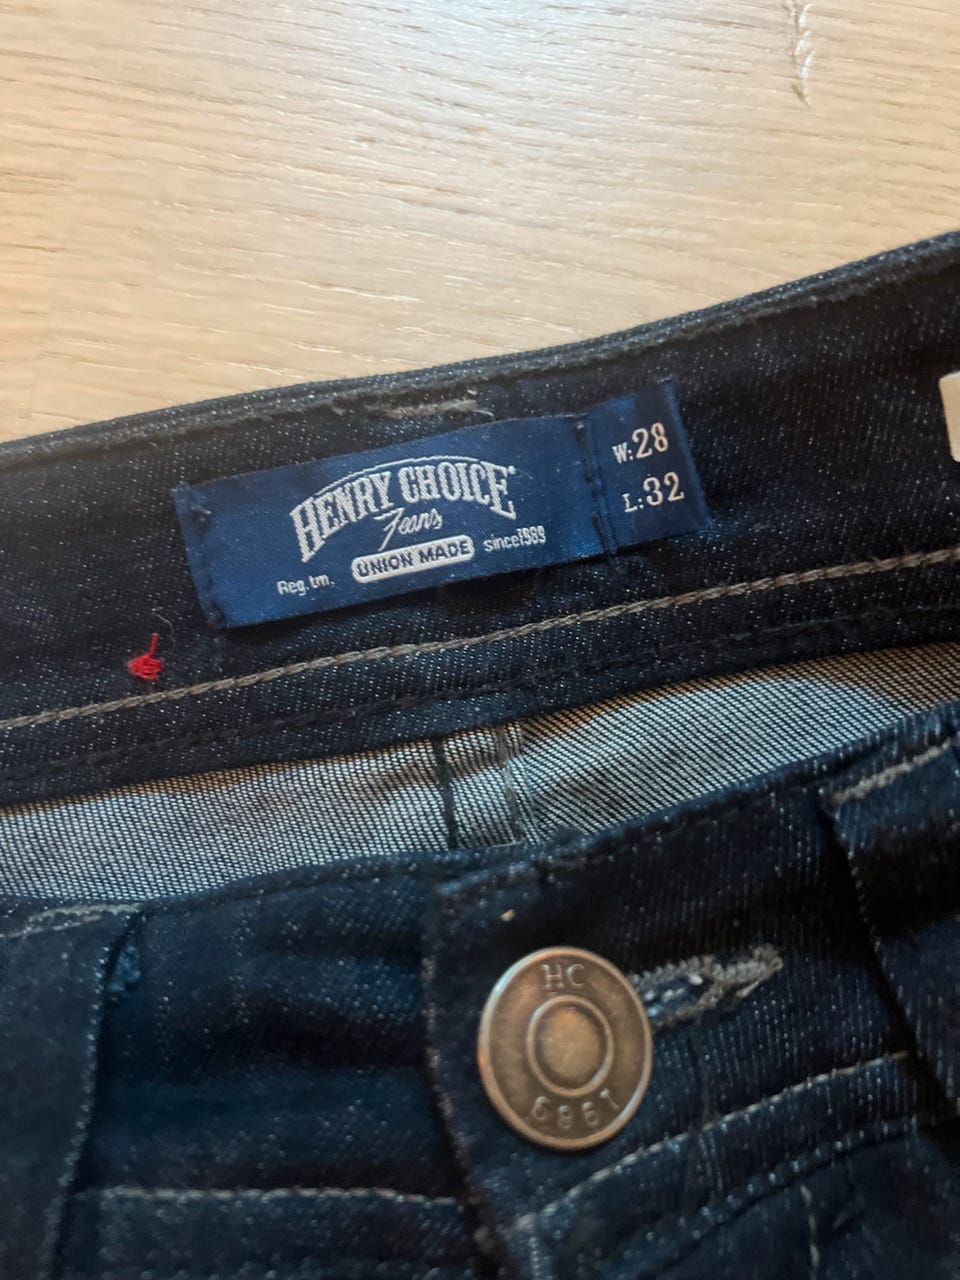 HENRY CHOICE
Jeans
UNION MADE
Reg. tm.
since1989
W:28
L:32
HC
1989